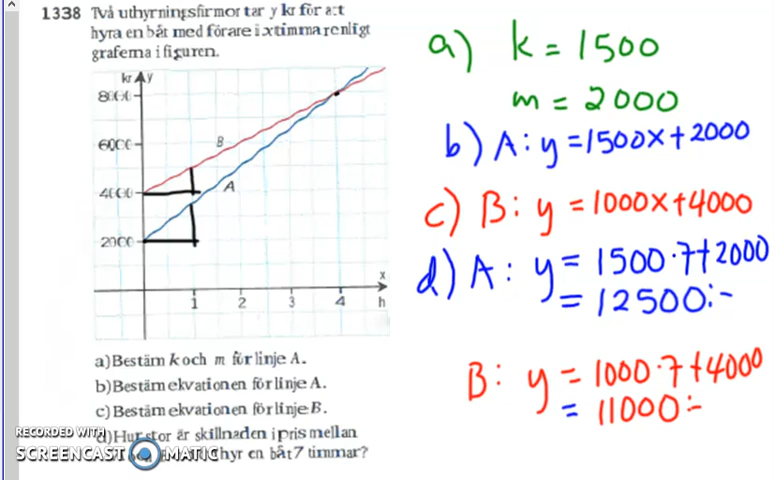 1338 Två uthyrningsfirmor tar y kr för att
hyra en båt med förare i x timmar enligt
graferna i figuren.
kr y
8000
6000
4000
2000
B
A
x
1 2 3 4 h
a) Bestäm k och m för linje A.
b) Bestäm ekvationen för linje A.
c) Bestäm ekvationen för linje B.
d) Hur stor är skillnaden i pris mellan
hyr en båt 7 timmar?
RECORDED WITH
SCREENCAST MATIC
a) k = 1500
m = 2000
b) A: y = 1500x + 2000
c) B: y = 1000x + 4000
d) A: y = 1500·7 + 2000
= 12500:-
B: y = 1000·7 + 4000
= 11000:-